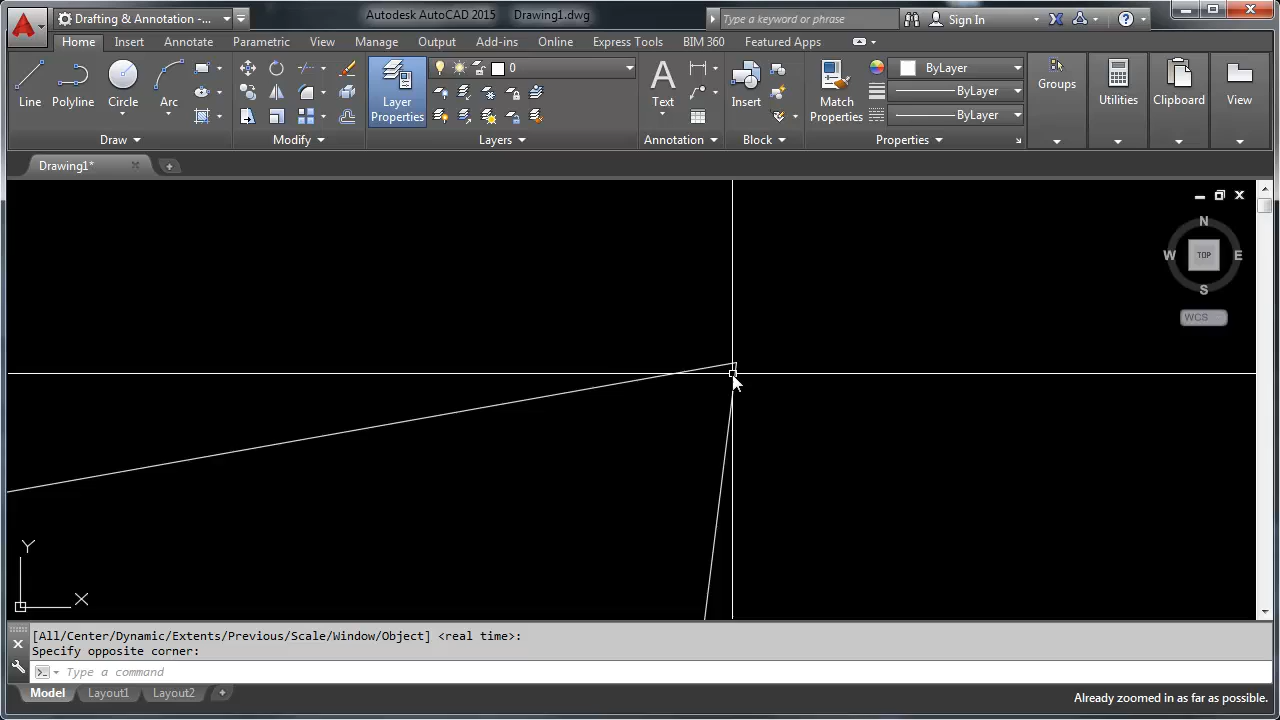 Drafting & Annotation -...
Autodesk AutoCAD 2015 Drawing1.dwg
Type a keyword or phrase
Sign In
Home Insert Annotate Parametric View Manage Output Add-ins Online Express Tools BIM 360 Featured Apps
0
ByLayer
ByLayer
ByLayer
Line Polyline Circle Arc
Layer Properties
Text
Insert
Match Properties
Groups
Utilities
Clipboard
View
Draw
Modify
Layers
Annotation
Block
Properties
Drawing1*
N
W TOP E
S
WCS
Y
X
[All/Center/Dynamic/Extents/Previous/Scale/Window/Object] <real time>:
Specify opposite corner:
Type a command
Model Layout1 Layout2
Already zoomed in as far as possible.